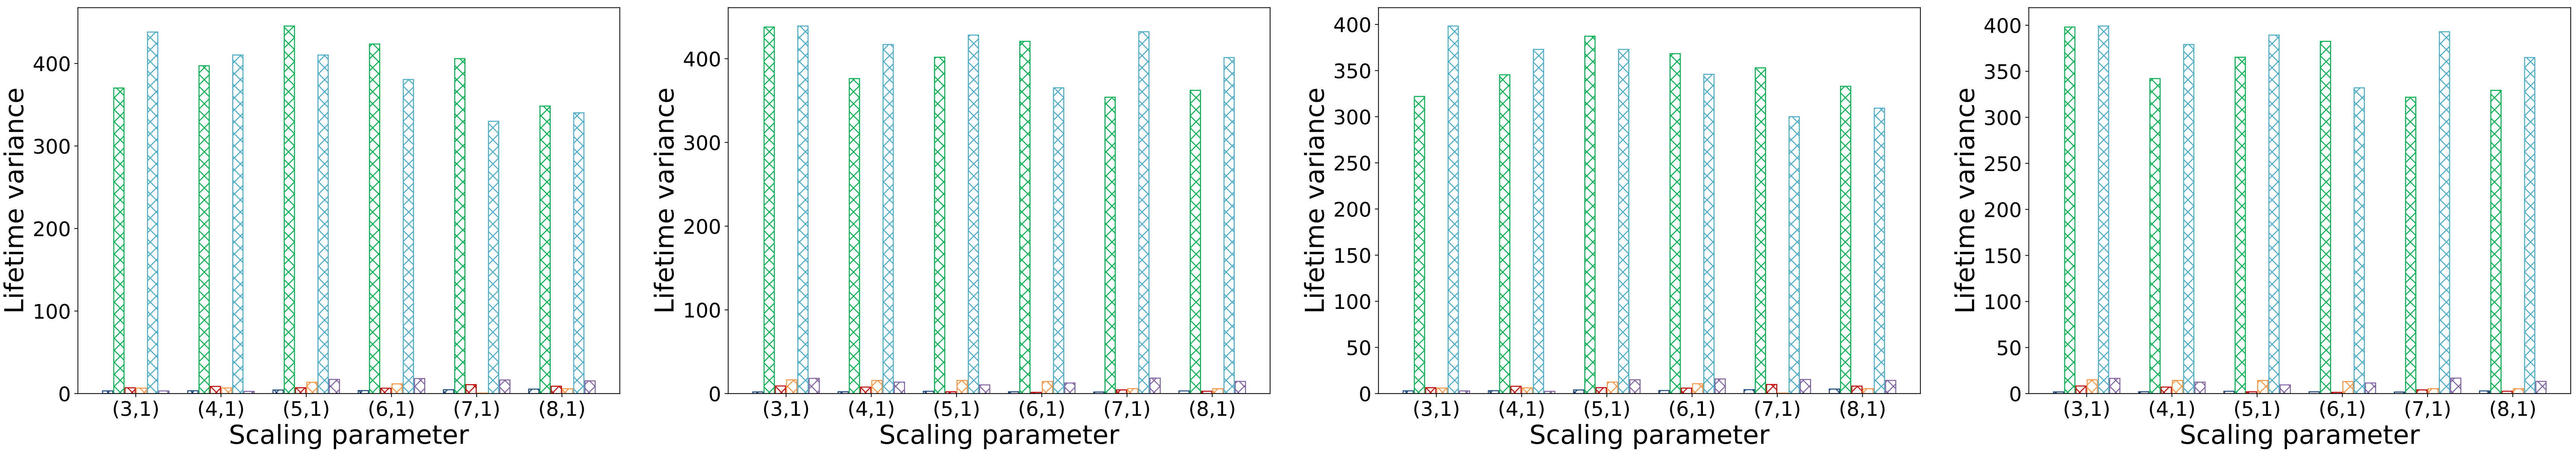 Lifetime variance
400
300
200
100
0
(3,1) (4,1) (5,1) (6,1) (7,1) (8,1)
Scaling parameter
Lifetime variance
400
300
200
100
0
(3,1) (4,1) (5,1) (6,1) (7,1) (8,1)
Scaling parameter
Lifetime variance
400
350
300
250
200
150
100
50
0
(3,1) (4,1) (5,1) (6,1) (7,1) (8,1)
Scaling parameter
Lifetime variance
400
350
300
250
200
150
100
50
0
(3,1) (4,1) (5,1) (6,1) (7,1) (8,1)
Scaling parameter